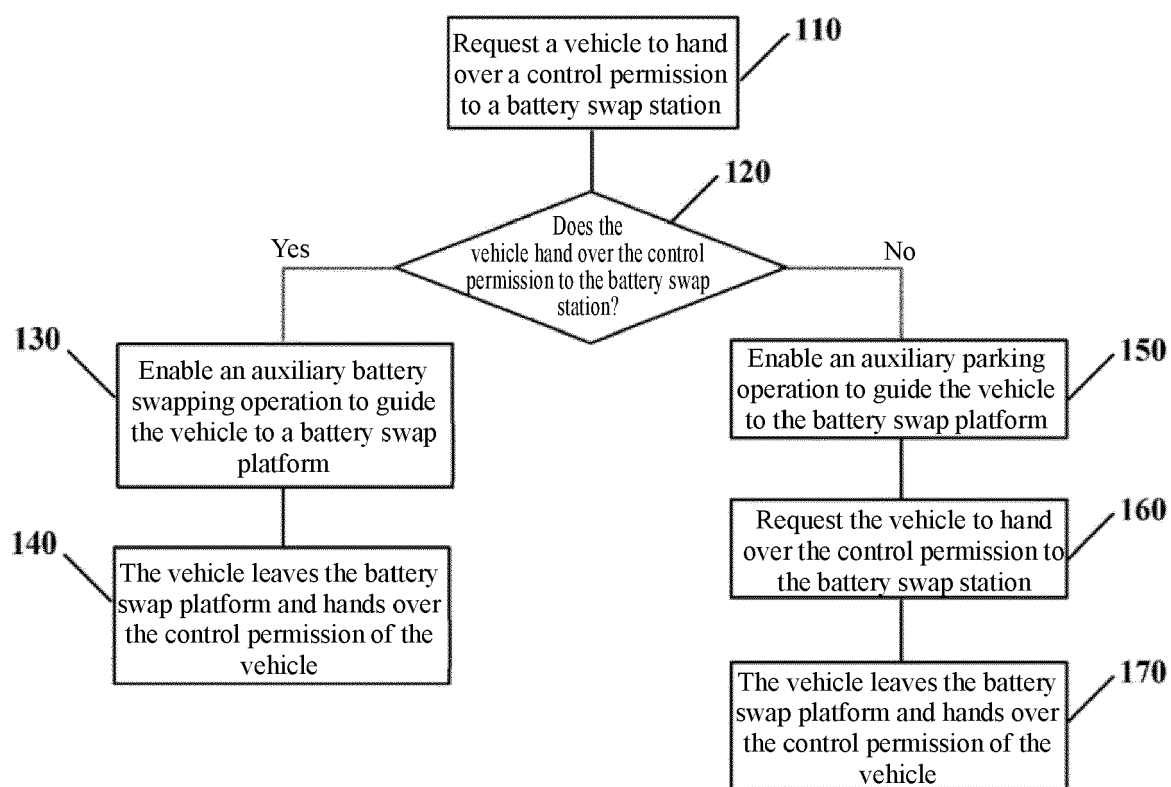 110
Request a vehicle to hand
over a control permission
to a battery swap station
120
Does the
vehicle hand over the control
permission to the battery swap
station?
Yes
No
130
Enable an auxiliary battery
swapping operation to guide
the vehicle to a battery swap
platform
140
The vehicle leaves the battery
swap platform and hands over
the control permission of the
vehicle
150
Enable an auxiliary parking
operation to guide the vehicle
to the battery swap platform
160
Request the vehicle to hand
over the control permission to
the battery swap station
170
The vehicle leaves the battery
swap platform and hands over
the control permission of the
vehicle